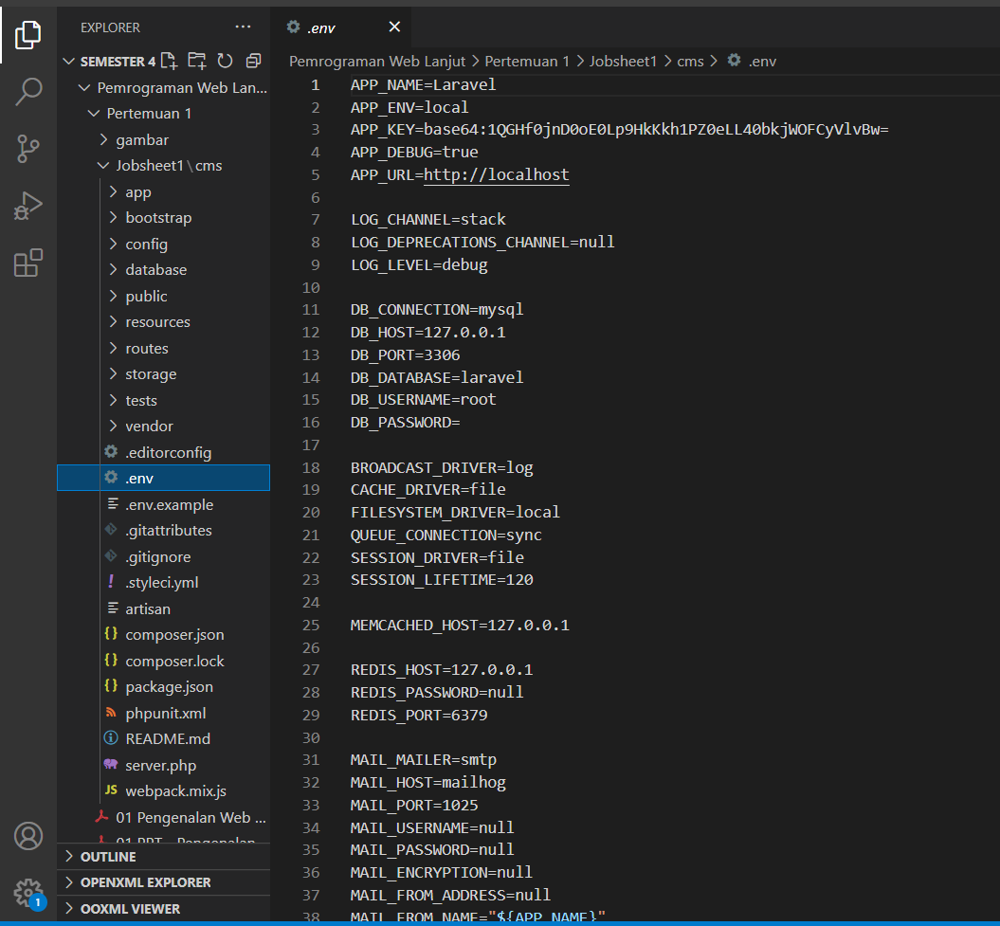 EXPLORER
SEMESTER 4
Pemrograman Web Lan...
Pertemuan 1
gambar
Jobsheet1\cms
app
bootstrap
config
database
public
resources
routes
storage
tests
vendor
.editorconfig
.env
.env.example
.gitattributes
.gitignore
.styleci.yml
artisan
composer.json
composer.lock
package.json
phpunit.xml
README.md
server.php
webpack.mix.js
01 Pengenalan Web ...
01 PPT - Pengenalan
OUTLINE
OPENXML EXPLORER
OOXML VIEWER
1
.env
Pemrograman Web Lanjut > Pertemuan 1 > Jobsheet1 > cms > .env
1 APP_NAME=Laravel
2 APP_ENV=local
3 APP_KEY=base64:1QGHf0jnD0oE0Lp9HkKkh1PZ0eLL40bkjWOFCyVlvBw=
4 APP_DEBUG=true
5 APP_URL=http://localhost
6
7 LOG_CHANNEL=stack
8 LOG_DEPRECATIONS_CHANNEL=null
9 LOG_LEVEL=debug
10
11 DB_CONNECTION=mysql
12 DB_HOST=127.0.0.1
13 DB_PORT=3306
14 DB_DATABASE=laravel
15 DB_USERNAME=root
16 DB_PASSWORD=
17
18 BROADCAST_DRIVER=log
19 CACHE_DRIVER=file
20 FILESYSTEM_DRIVER=local
21 QUEUE_CONNECTION=sync
22 SESSION_DRIVER=file
23 SESSION_LIFETIME=120
24
25 MEMCACHED_HOST=127.0.0.1
26
27 REDIS_HOST=127.0.0.1
28 REDIS_PASSWORD=null
29 REDIS_PORT=6379
30
31 MAIL_MAILER=smtp
32 MAIL_HOST=mailhog
33 MAIL_PORT=1025
34 MAIL_USERNAME=null
35 MAIL_PASSWORD=null
36 MAIL_ENCRYPTION=null
37 MAIL_FROM_ADDRESS=null
38 MAIL_FROM_NAME="${APP_NAME}"